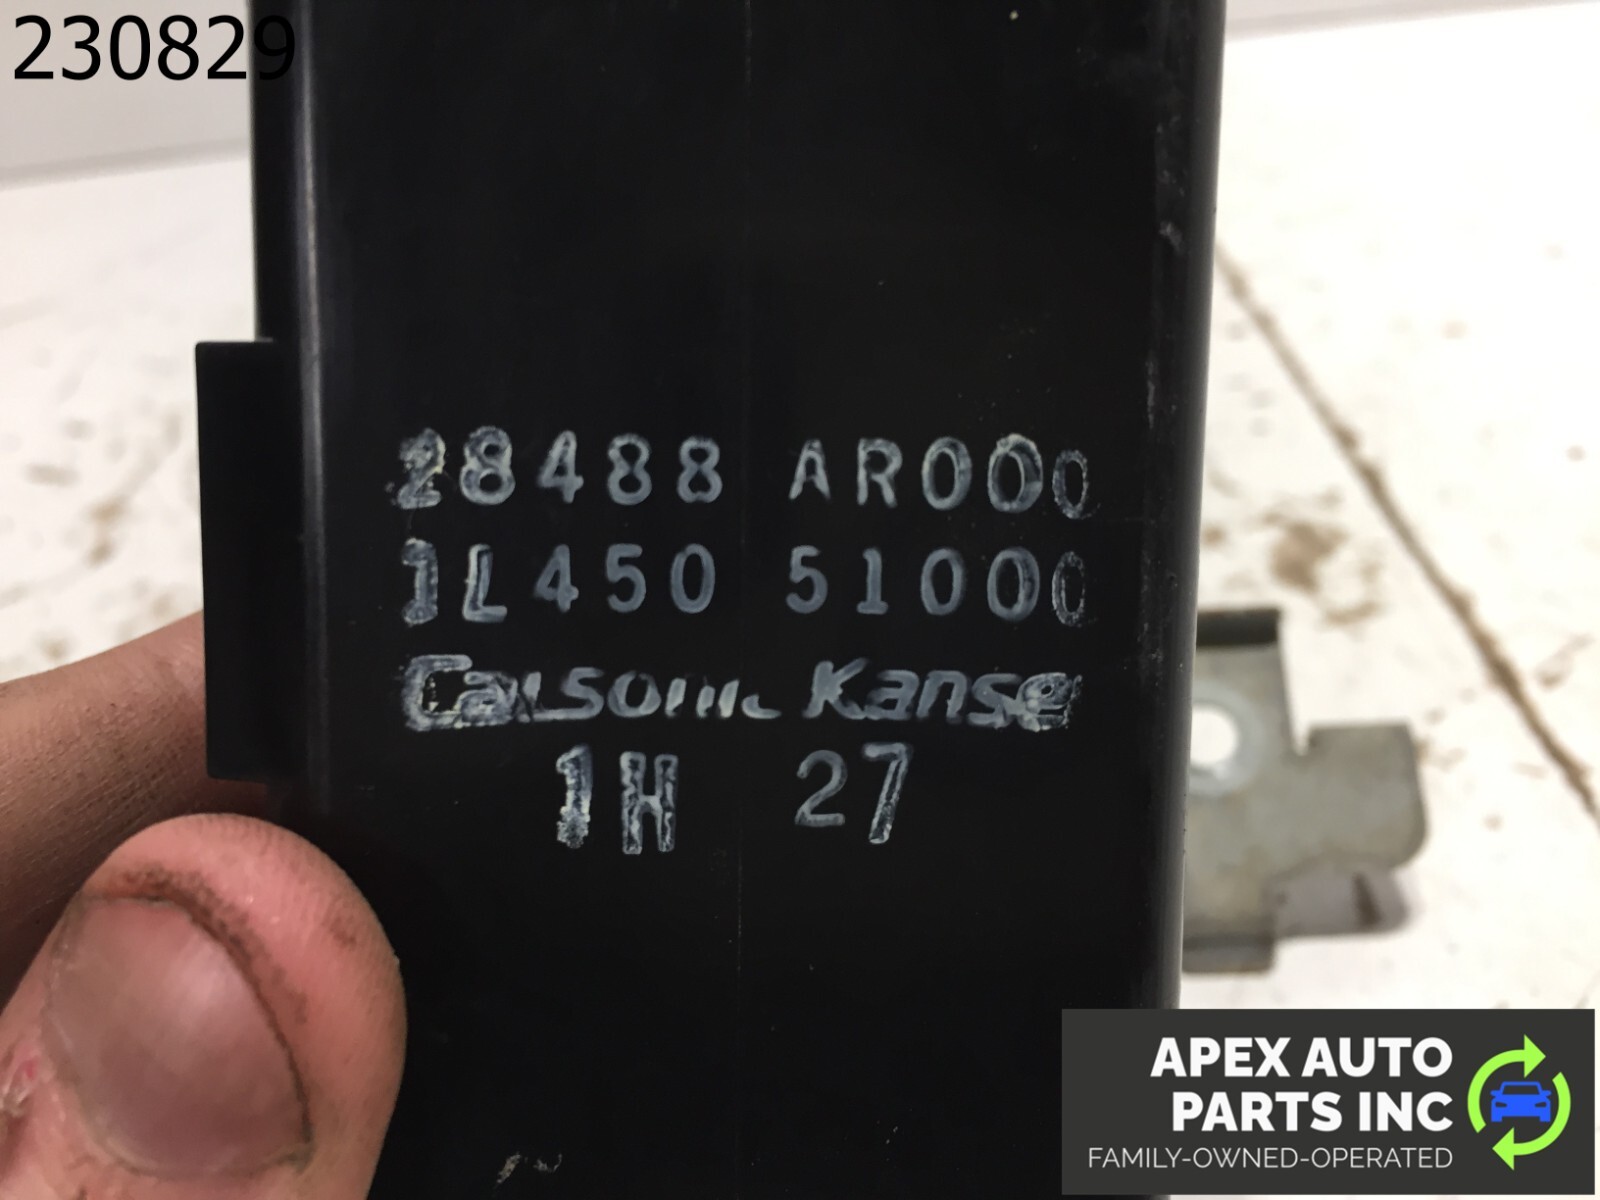 230829
28488 AR000
1L450 51000
Calsonic Kansei
1H 27
APEX AUTO
PARTS INC
FAMILY-OWNED-OPERATED